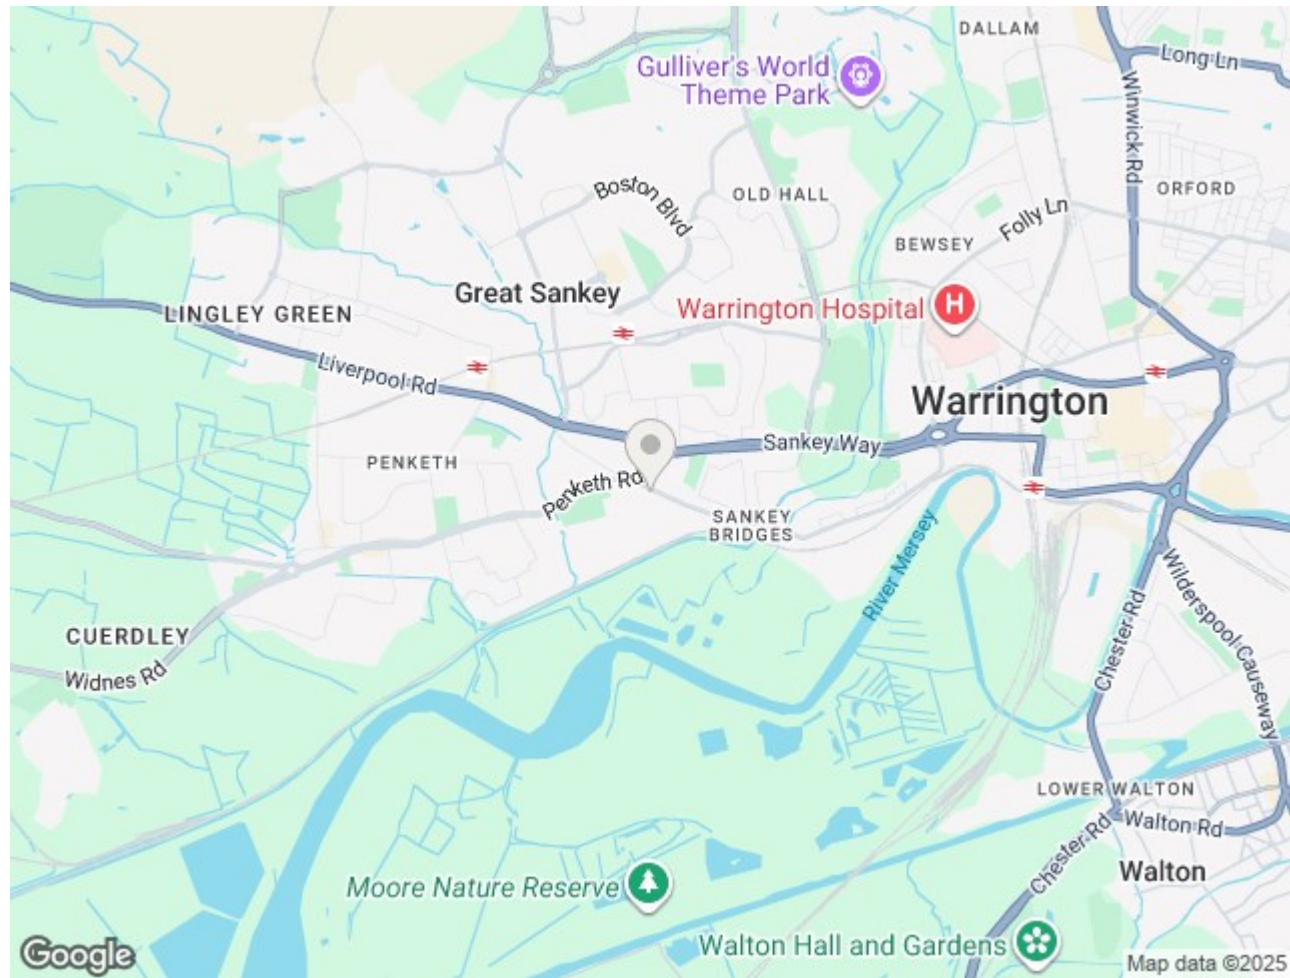 DALLAM
Long Ln
Gulliver's World
Theme Park
Winwick Rd
Boston Blvd
OLD HALL
ORFORD
Folly Ln
BEWSEY
Great Sankey
Warrington Hospital
H
LINGLEY GREEN
Liverpool Rd
Warrington
Sankey Way
PENKETH
Penketh Rd
SANKEY
BRIDGES
River Mersey
Wilderspool Causeway
Chester Rd
CUERDLEY
Widnes Rd
LOWER WALTON
Walton Rd
Chester Rd
Walton
Moore Nature Reserve
Walton Hall and Gardens
Google
Map data ©2025